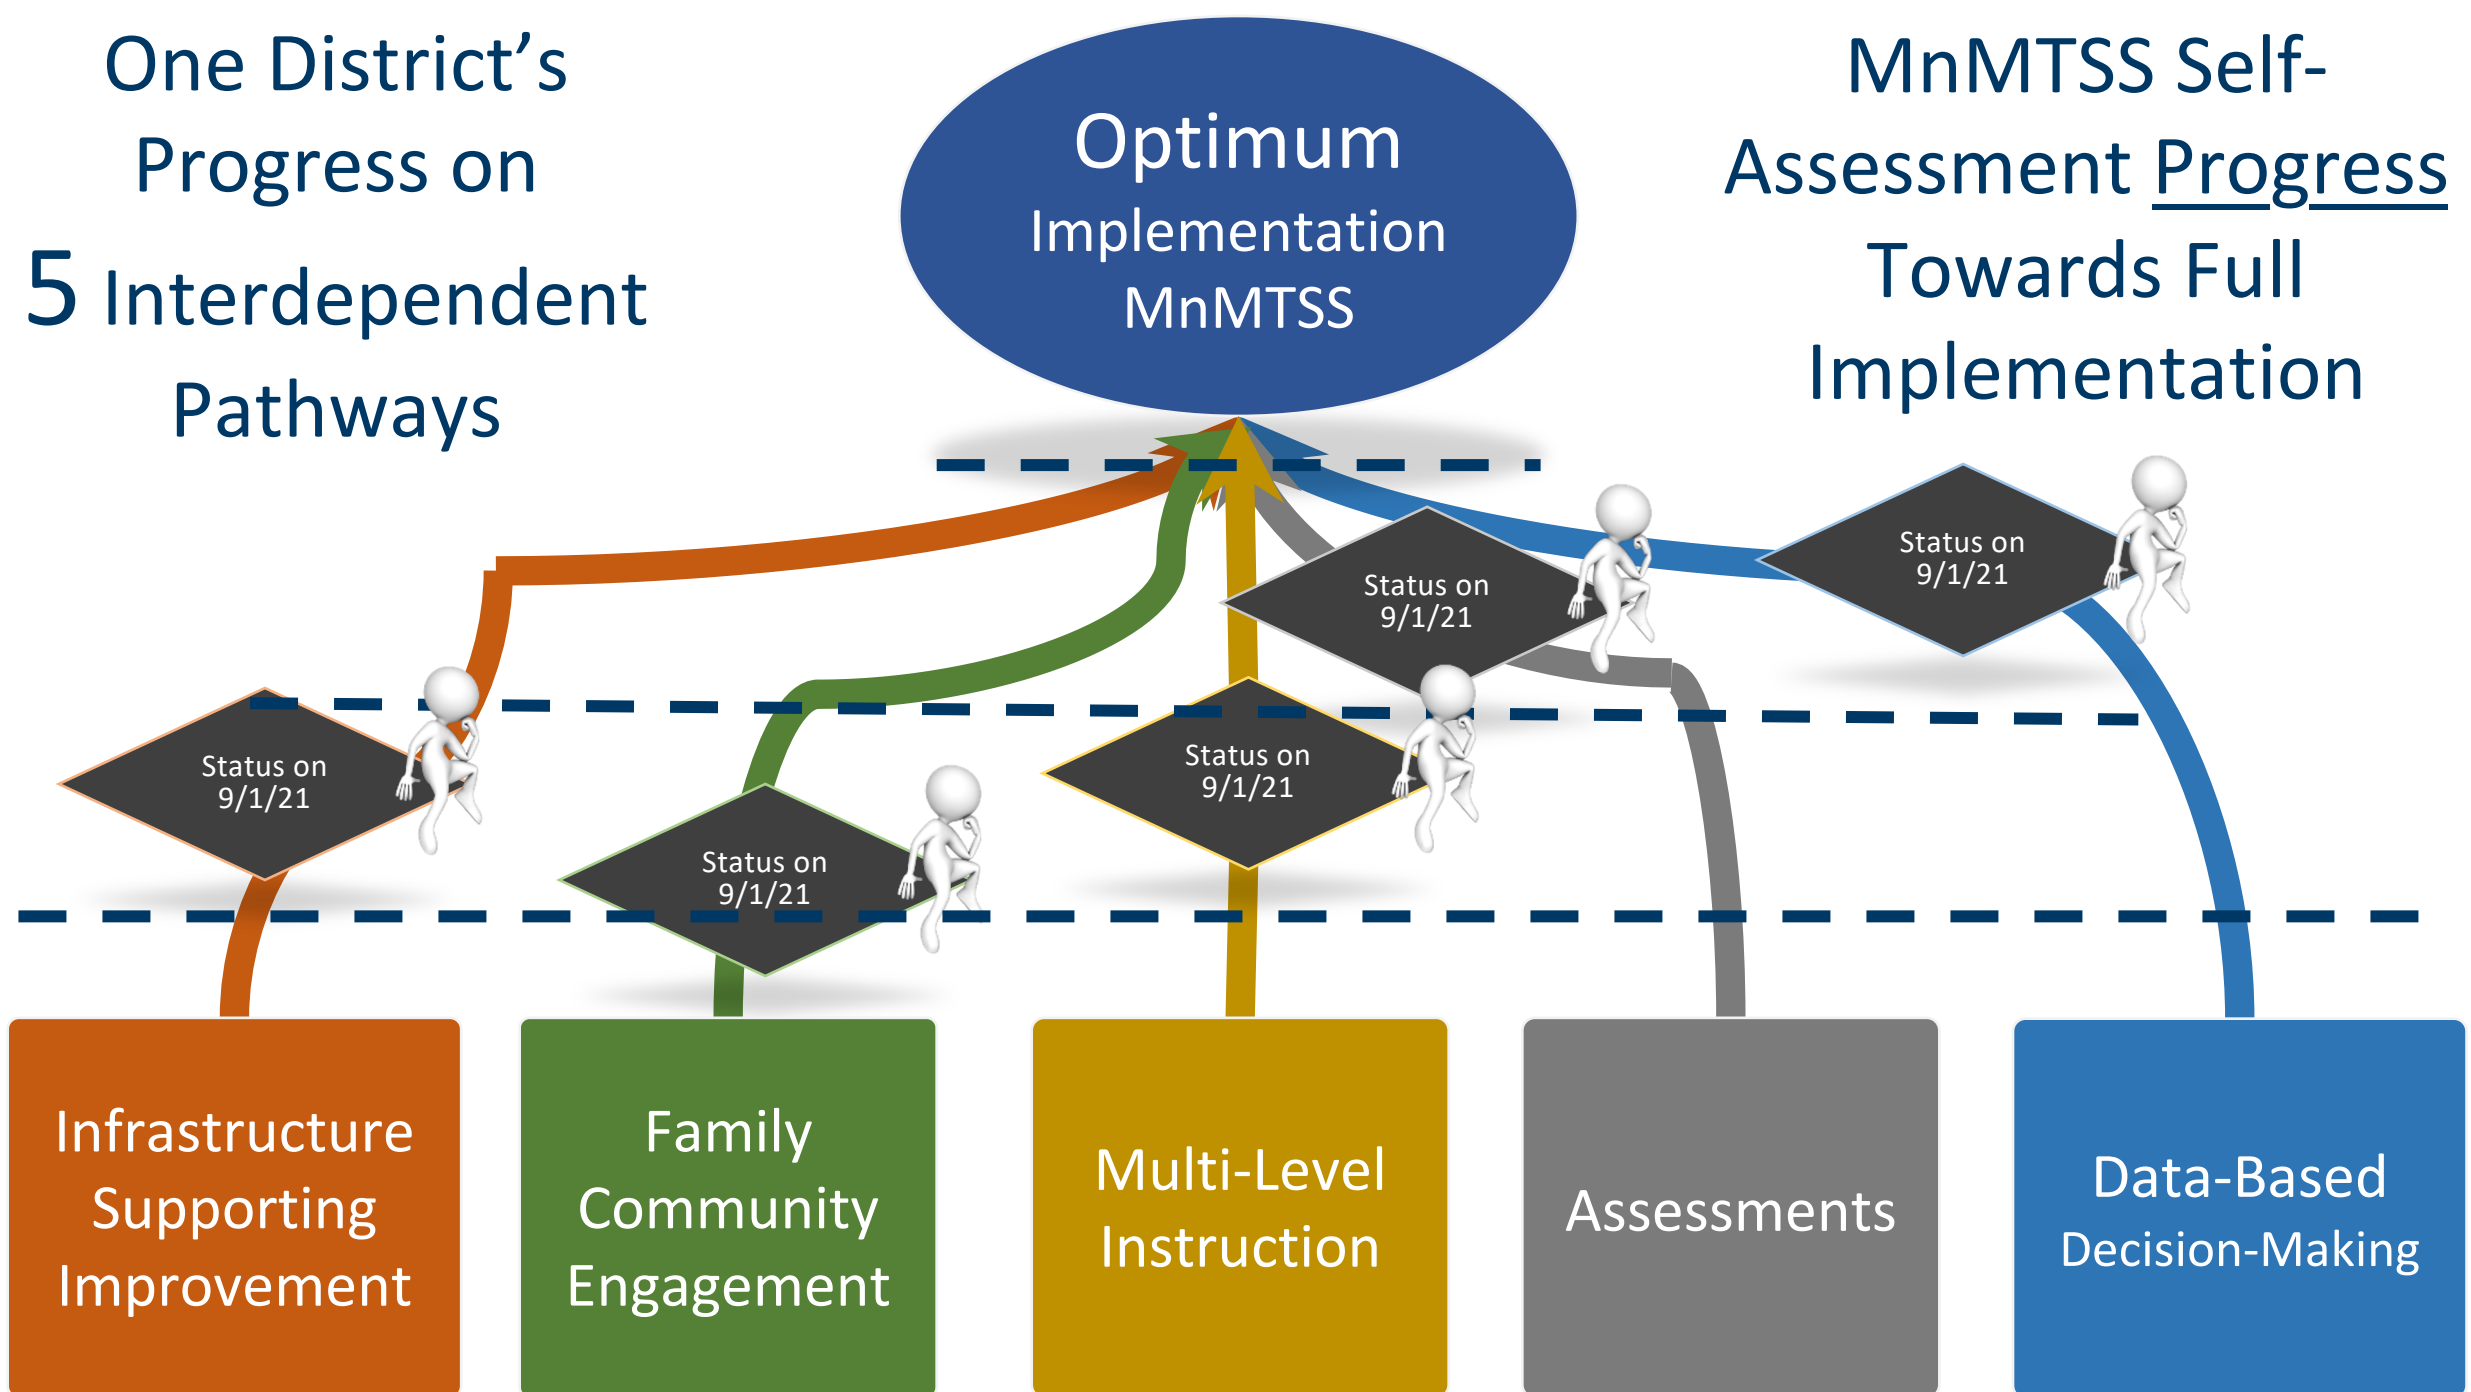 One District’s
Progress on
5 Interdependent
Pathways
Optimum
Implementation
MnMTSS
MnMTSS Self-
Assessment Progress
Towards Full
Implementation
Status on
9/1/21
Status on
9/1/21
Status on
9/1/21
Status on
9/1/21
Status on
9/1/21
Infrastructure
Supporting
Improvement
Family
Community
Engagement
Multi-Level
Instruction
Assessments
Data-Based
Decision-Making